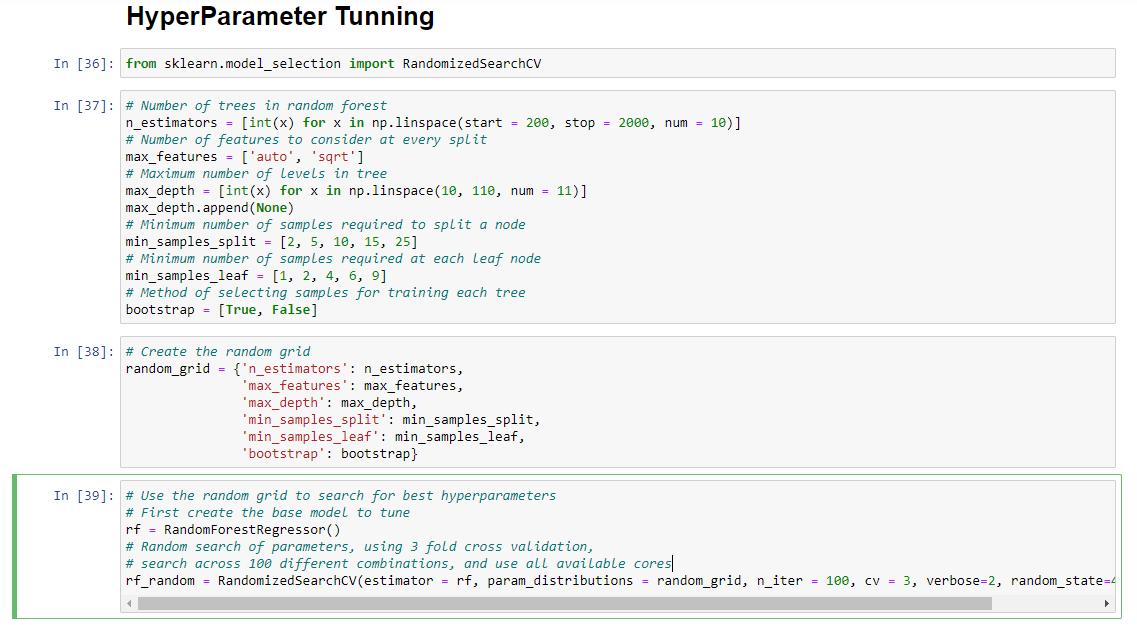 HyperParameter Tunning
In [36]: from sklearn.model_selection import RandomizedSearchCV
In [37]: # Number of trees in random forest
n_estimators = [int(x) for x in np.linspace(start = 200, stop = 2000, num = 10)]
# Number of features to consider at every split
max_features = ['auto', 'sqrt']
# Maximum number of levels in tree
max_depth = [int(x) for x in np.linspace(10, 110, num = 11)]
max_depth.append(None)
# Minimum number of samples required to split a node
min_samples_split = [2, 5, 10, 15, 25]
# Minimum number of samples required at each leaf node
min_samples_leaf = [1, 2, 4, 6, 9]
# Method of selecting samples for training each tree
bootstrap = [True, False]
In [38]: # Create the random grid
random_grid = {'n_estimators': n_estimators,
'max_features': max_features,
'max_depth': max_depth,
'min_samples_split': min_samples_split,
'min_samples_leaf': min_samples_leaf,
'bootstrap': bootstrap}
In [39]: # Use the random grid to search for best hyperparameters
# First create the base model to tune
rf = RandomForestRegressor()
# Random search of parameters, using 3 fold cross validation,
# search across 100 different combinations, and use all available cores
rf_random = RandomizedSearchCV(estimator = rf, param_distributions = random_grid, n_iter = 100, cv = 3, verbose=2, random_state=